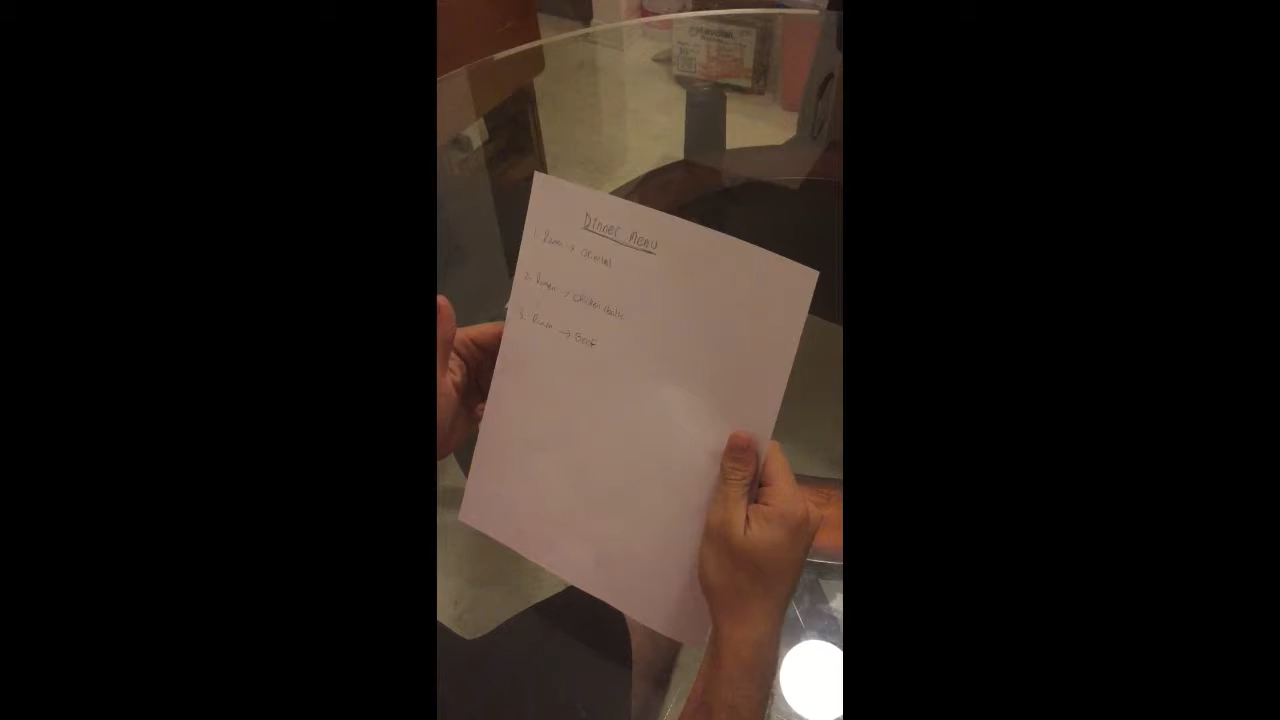 Dinner Menu
1. Ramen → Oriental
2. Ramen → Chicken
3. Ramen → Beef